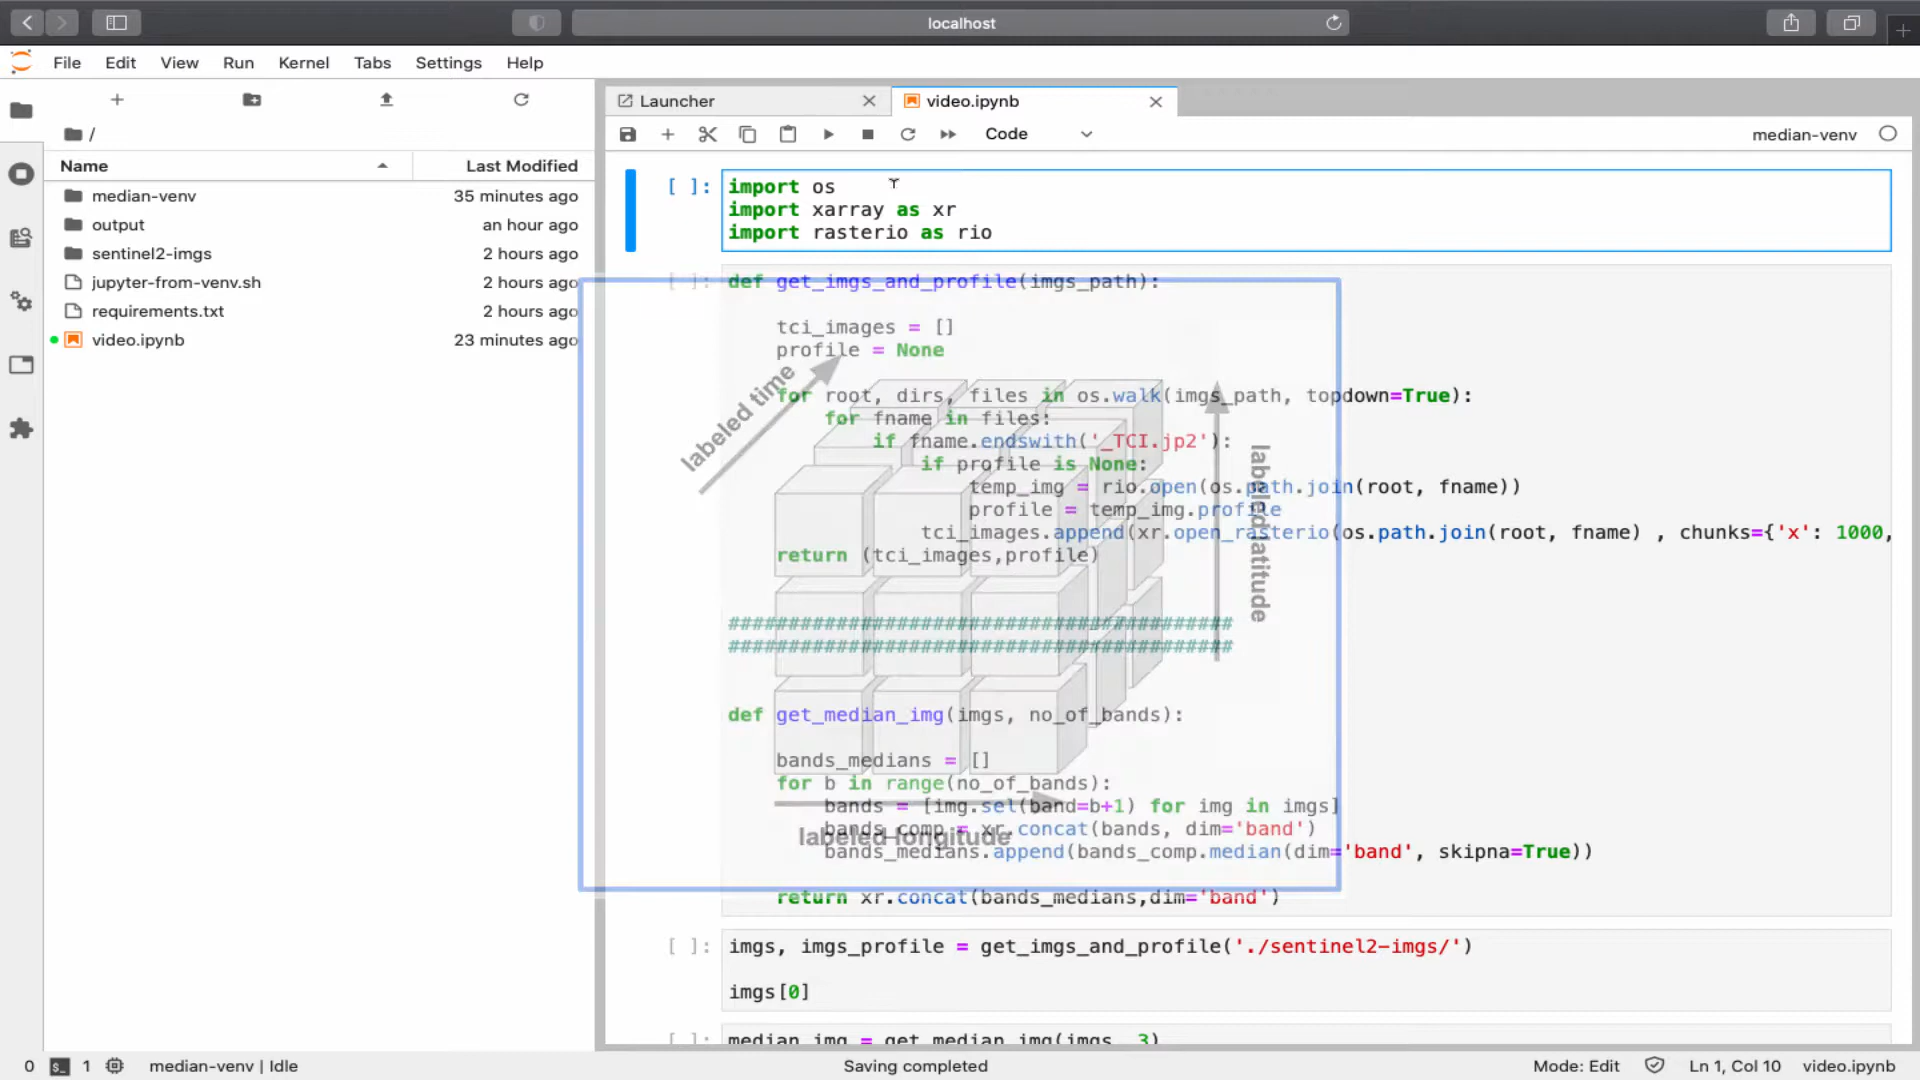 localhost
File Edit View Run Kernel Tabs Settings Help
Launcher video.ipynb
/
Code median-venv
Name Last Modified
median-venv 35 minutes ago
output an hour ago
sentinel2-imgs 2 hours ago
jupyter-from-venv.sh 2 hours ago
requirements.txt 2 hours ago
video.ipynb 23 minutes ago
[ ]: import os
import xarray as xr
import rasterio as rio
[ ]: def get_imgs_and_profile(imgs_path):
tci_images = []
profile = None
for root, dirs, files in os.walk(imgs_path, topdown=True):
for fname in files:
if fname.endswith('_TCI.jp2'):
if profile is None:
temp_img = rio.open(os.path.join(root, fname))
profile = temp_img.profile
tci_images.append(xr.open_rasterio(os.path.join(root, fname) , chunks={'x': 1000,
return (tci_images,profile)
##########################################
##########################################
def get_median_img(imgs, no_of_bands):
bands_medians = []
for b in range(no_of_bands):
bands = [img.sel(band=b+1) for img in imgs]
bands_comp = xr.concat(bands, dim='band')
bands_medians.append(bands_comp.median(dim='band', skipna=True))
return xr.concat(bands_medians,dim='band')
labeled time
labeled latitude
labeled longitude
[ ]: imgs, imgs_profile = get_imgs_and_profile('./sentinel2-imgs/')
imgs[0]
[ ]: median_img = get_median_img(imgs, 3)
0 1 median-venv | Idle Saving completed Mode: Edit Ln 1, Col 10 video.ipynb